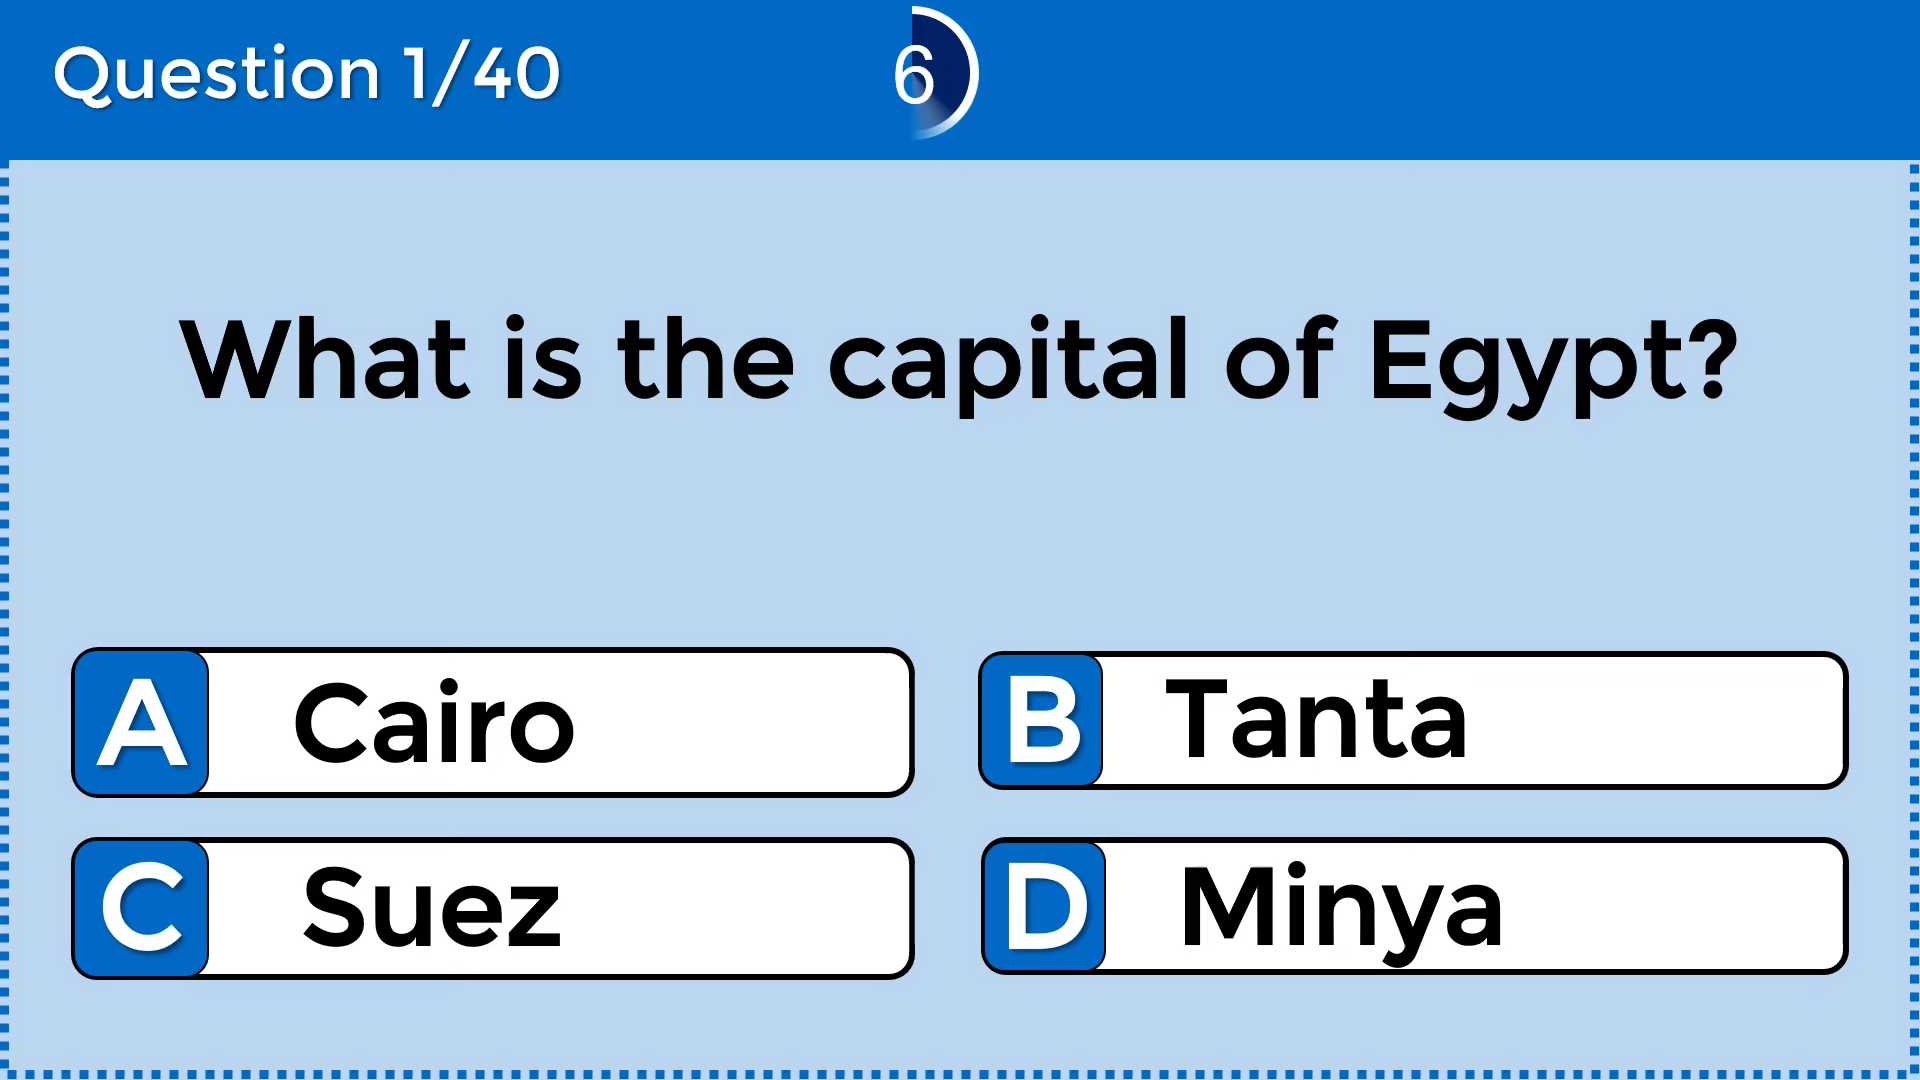 Question 1/40
6
What is the capital of Egypt?
A Cairo
B Tanta
C Suez
D Minya